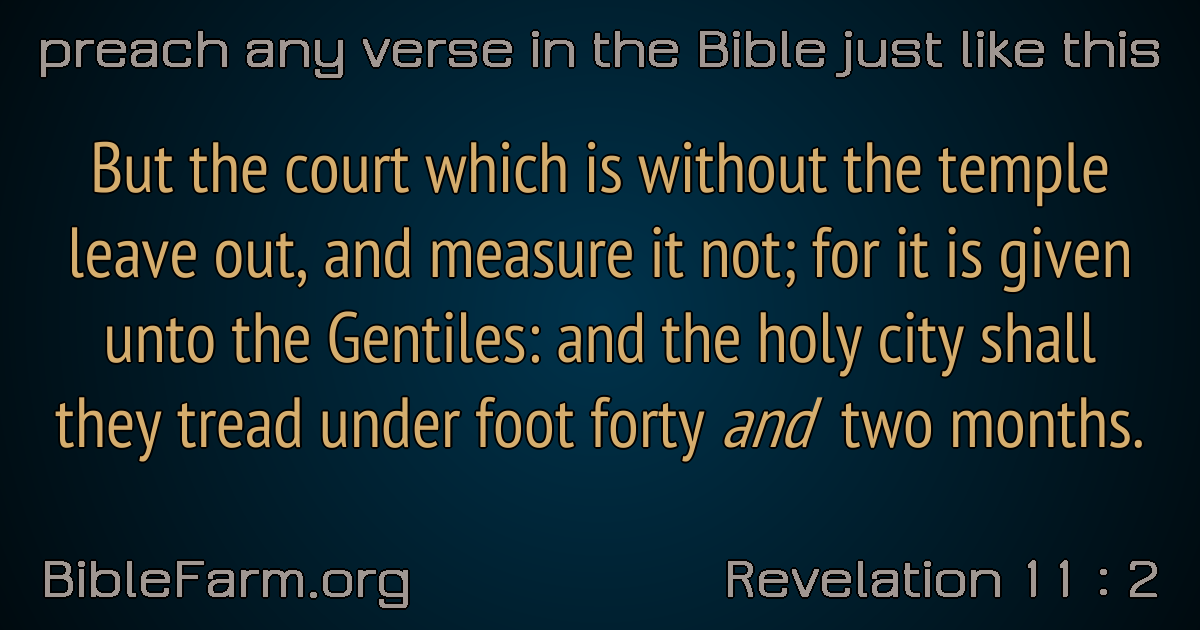 preach any verse in the Bible just like this
But the court which is without the temple
leave out, and measure it not; for it is given
unto the Gentiles: and the holy city shall
they tread under foot forty and two months.
BibleFarm.org
Revelation 11 : 2